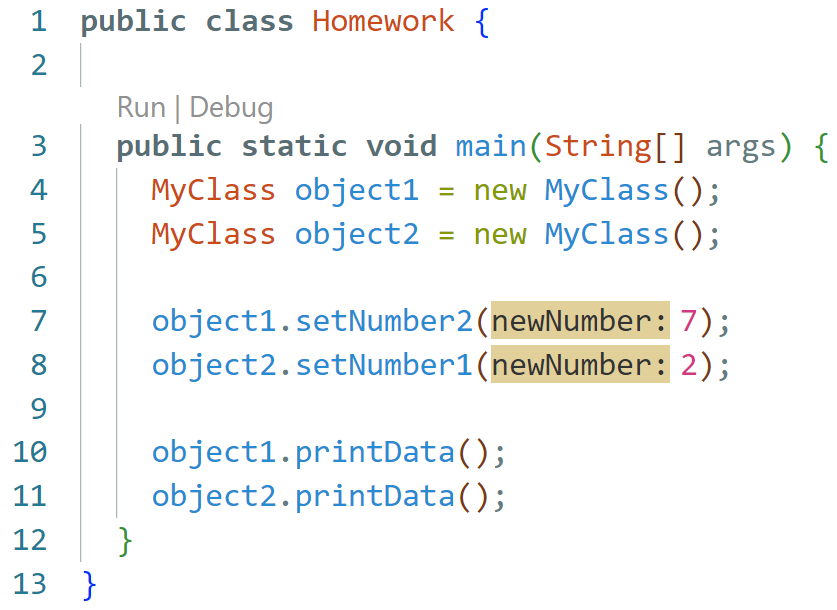 1 public class Homework {
2
Run | Debug
3 public static void main(String[] args) {
4 MyClass object1 = new MyClass();
5 MyClass object2 = new MyClass();
6
7 object1.setNumber2(newNumber: 7);
8 object2.setNumber1(newNumber: 2);
9
10 object1.printData();
11 object2.printData();
12 }
13 }